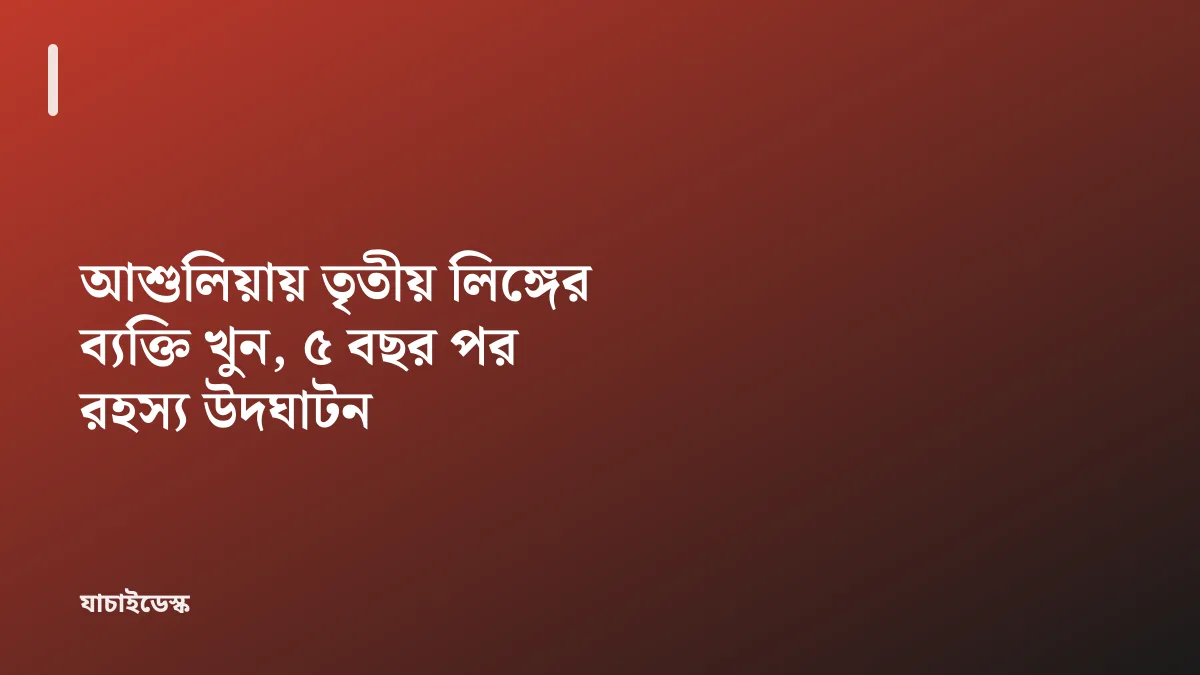 আশুলিয়ায় তৃতীয় লিঙ্গের
ব্যক্তি খুন, ৫ বছর পর
রহস্য উদঘাটন
যাচাইডেস্ক